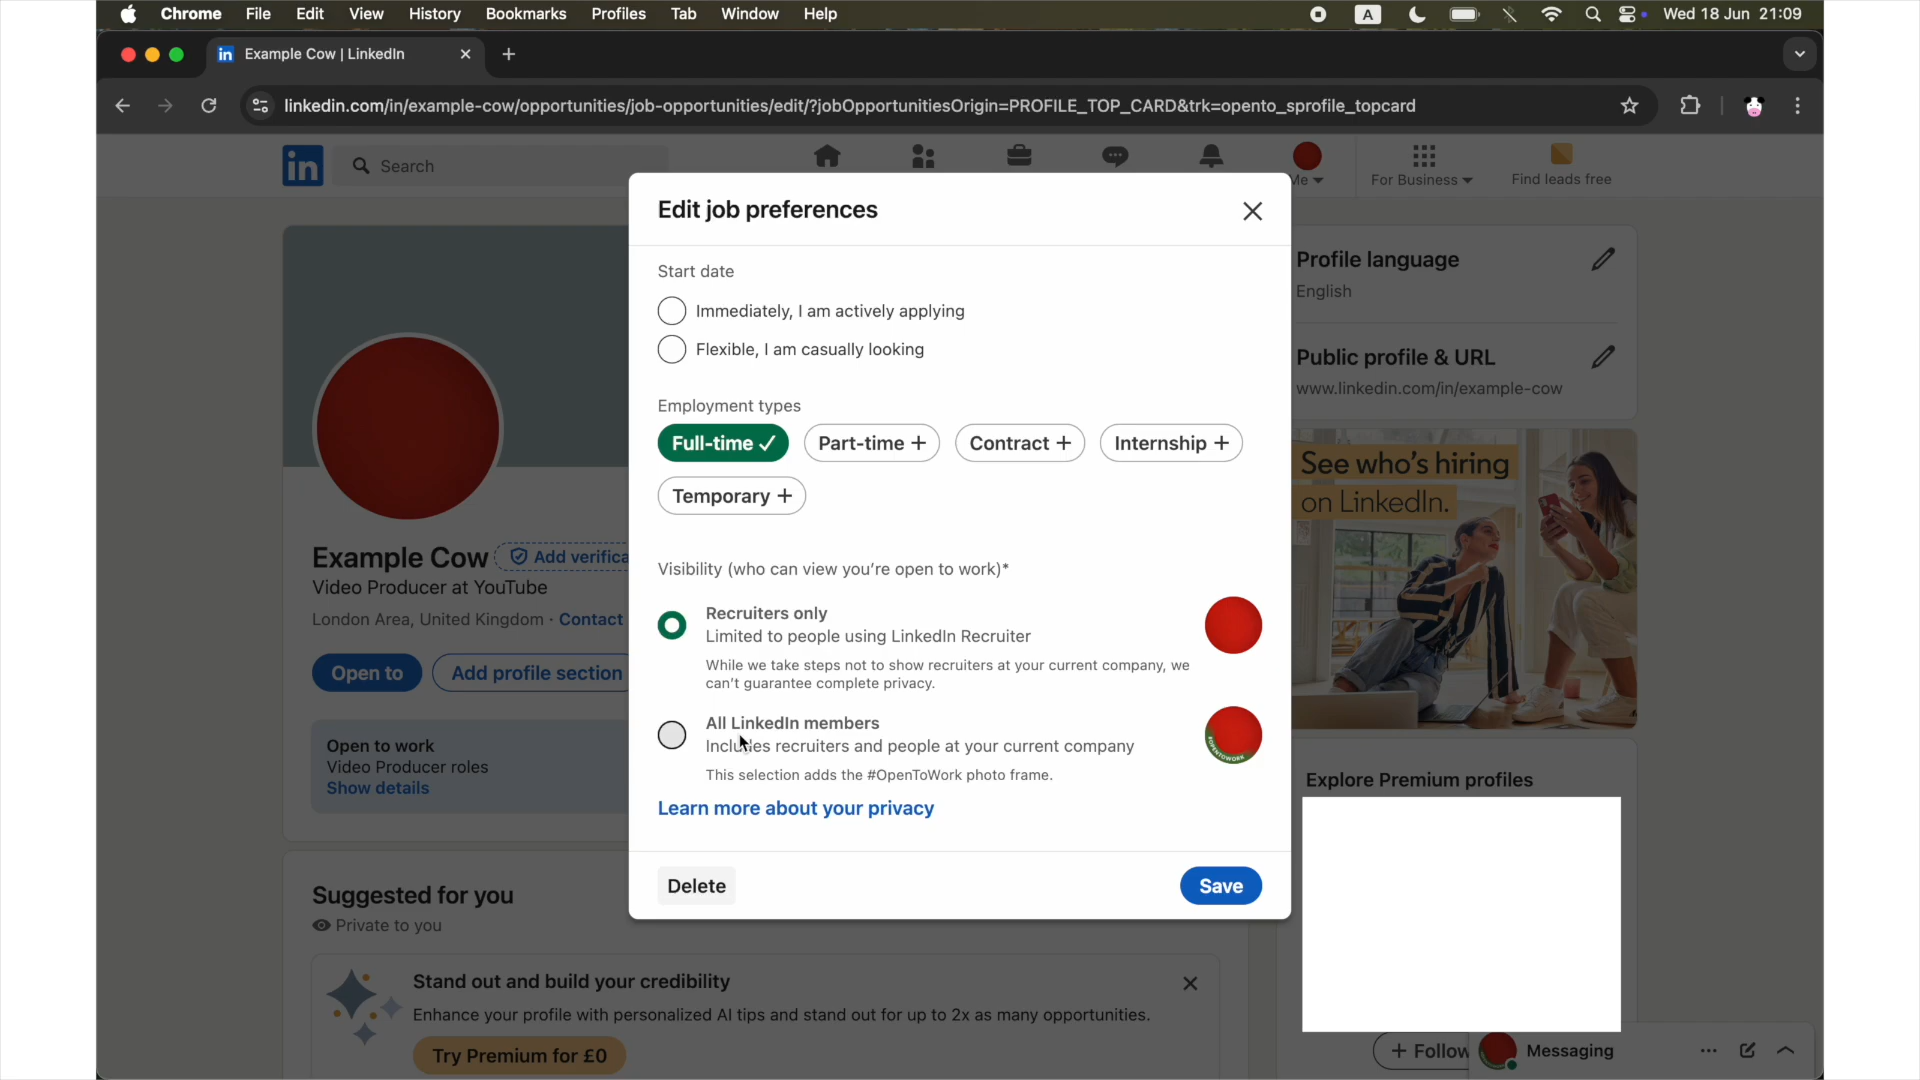 Chrome File Edit View History Bookmarks Profiles Tab Window Help
A
Wed 18 Jun 21:09
in Example Cow | LinkedIn
linkedin.com/in/example-cow/opportunities/job-opportunities/edit/?jobOpportunitiesOrigin=PROFILE_TOP_CARD&trk=opento_sprofile_topcard
in
Search
Me
For Business
Find leads free
Edit job preferences
Start date
Immediately, I am actively applying
Flexible, I am casually looking
Employment types
Full-time
Part-time
Contract
Internship
Temporary
Visibility (who can view you're open to work)*
Recruiters only
Limited to people using LinkedIn Recruiter
While we take steps not to show recruiters at your current company, we
can't guarantee complete privacy.
All LinkedIn members
Includes recruiters and people at your current company
This selection adds the #OpenToWork photo frame.
#OPENTOWORK
Learn more about your privacy
Delete
Save
Example Cow
Add verifica
Video Producer at YouTube
London Area, United Kingdom · Contact
Open to
Add profile section
Open to work
Video Producer roles
Show details
Suggested for you
Private to you
Stand out and build your credibility
Enhance your profile with personalized AI tips and stand out for up to 2x as many opportunities.
Try Premium for £0
Profile language
English
Public profile & URL
www.linkedin.com/in/example-cow
See who's hiring
on LinkedIn.
Explore Premium profiles
+ Follow
Messaging